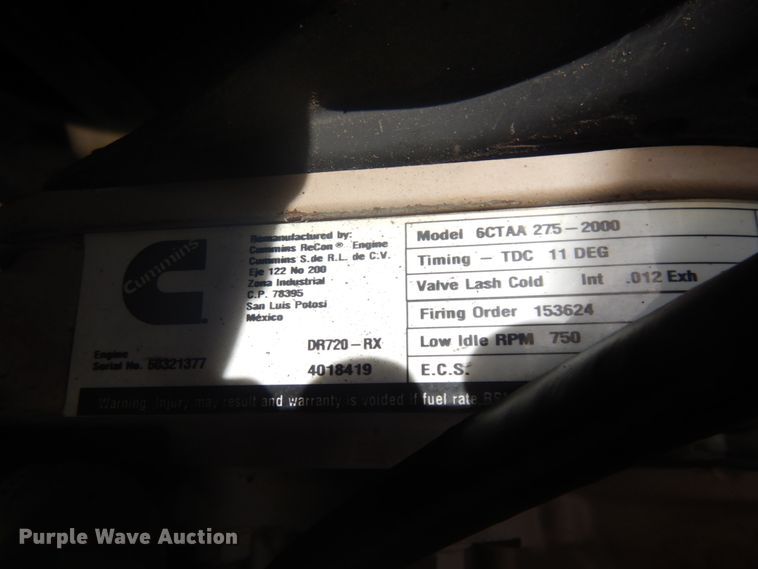 Cummins
Remanufactured by:
Cummins ReCon® Engine
Cummins S.de R.L. de C.V.
Eje 122 No 200
Zona Industrial
C.P. 78395
San Luis Potosi
México
DR720-RX
Engine
Serial No. 56321377
4018419
Model 6CTAA 275-2000
Timing - TDC 11 DEG
Valve Lash Cold Int .012 Exh
Firing Order 153624
Low Idle RPM 750
E.C.S.
Warning: Injury may result and warranty is voided if fuel rate
Purple Wave Auction